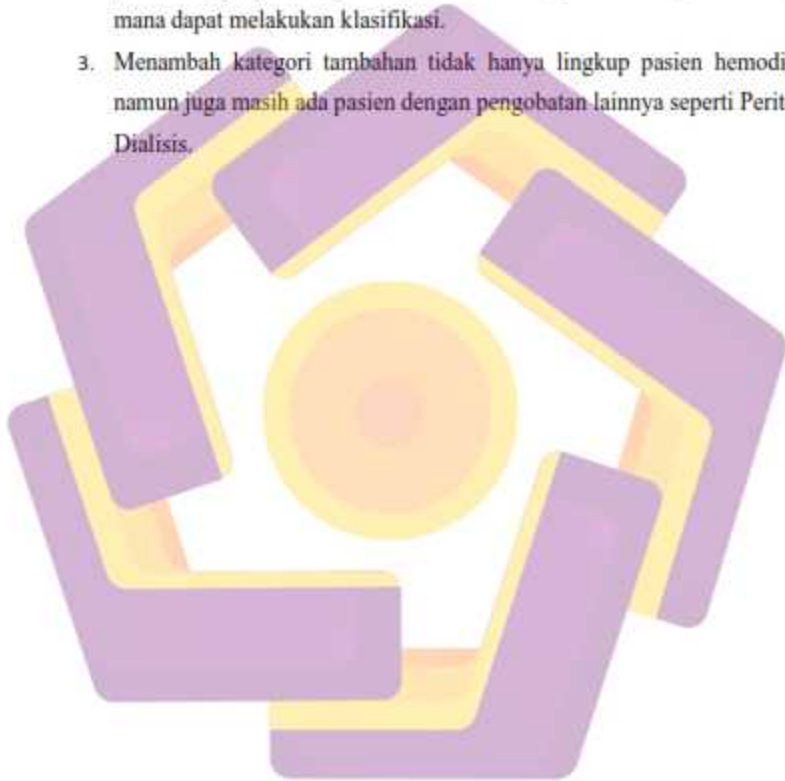 mana dapat melakukan klasifikasi.
3. Menambah kategori tambahan tidak hanya lingkup pasien hemodi
namun juga masih ada pasien dengan pengobatan lainnya seperti Perit
Dialisis.